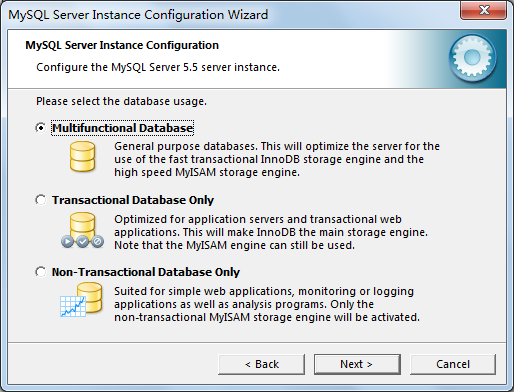 MySQL Server Instance Configuration Wizard
MySQL Server Instance Configuration
Configure the MySQL Server 5.5 server instance.
Please select the database usage.
Multifunctional Database
General purpose databases. This will optimize the server for the
use of the fast transactional InnoDB storage engine and the
high speed MyISAM storage engine.
Transactional Database Only
Optimized for application servers and transactional web
applications. This will make InnoDB the main storage engine.
Note that the MyISAM engine can still be used.
Non-Transactional Database Only
Suited for simple web applications, monitoring or logging
applications as well as analysis programs. Only the
non-transactional MyISAM storage engine will be activated.
< Back
Next >
Cancel